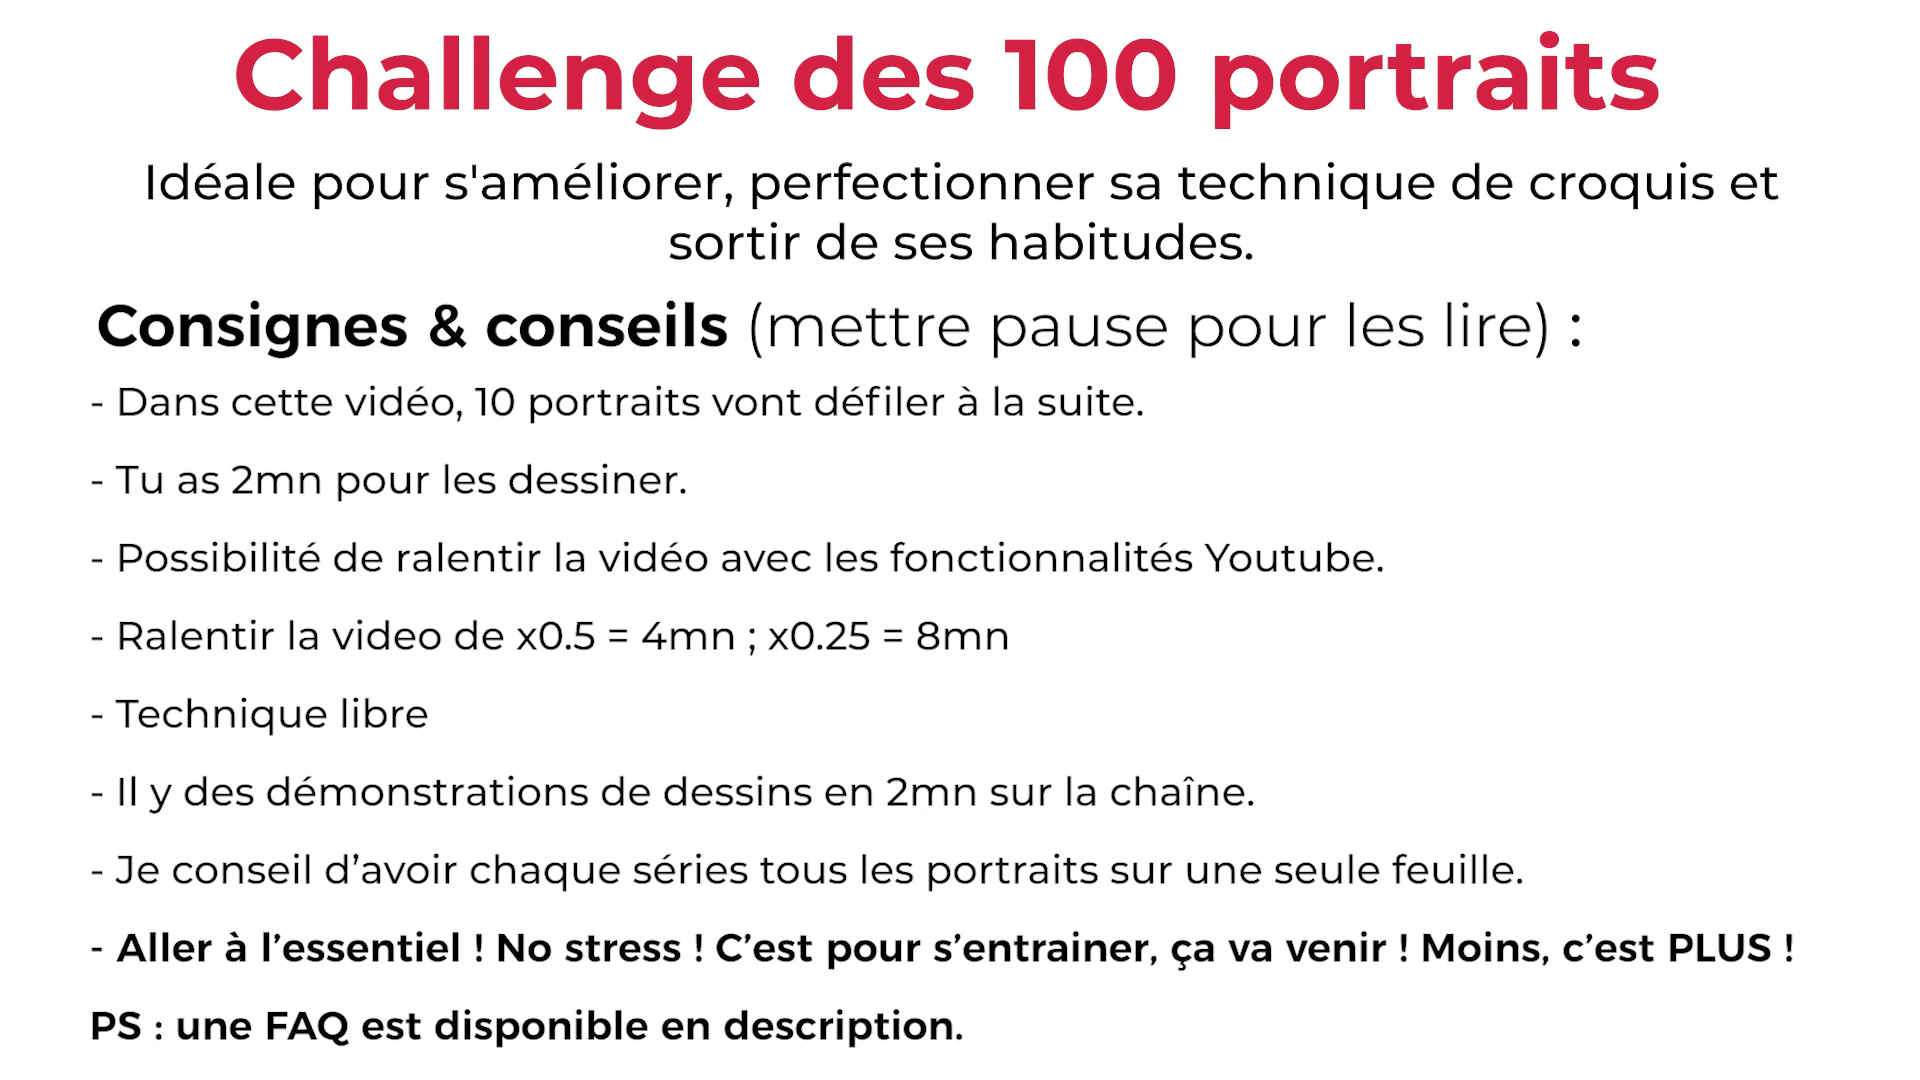 Challenge des 100 portraits
Idéale pour s'améliorer, perfectionner sa technique de croquis et
sortir de ses habitudes.
Consignes & conseils (mettre pause pour les lire) :
- Dans cette vidéo, 10 portraits vont défiler à la suite.
- Tu as 2mn pour les dessiner.
- Possibilité de ralentir la vidéo avec les fonctionnalités Youtube.
- Ralentir la video de x0.5 = 4mn ; x0.25 = 8mn
- Technique libre
- Il y des démonstrations de dessins en 2mn sur la chaîne.
- Je conseil d’avoir chaque séries tous les portraits sur une seule feuille.
- Aller à l’essentiel ! No stress ! C’est pour s’entrainer, ça va venir ! Moins, c’est PLUS !
PS : une FAQ est disponible en description.